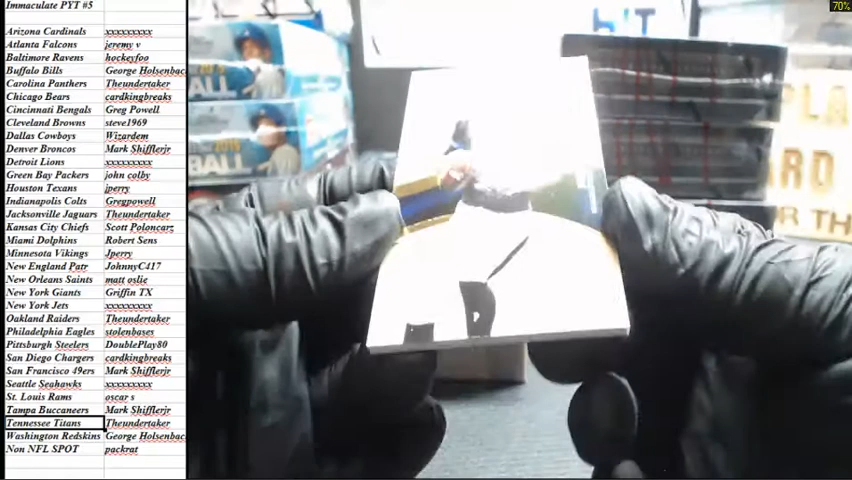 Immaculate PYT #5
70%
Arizona Cardinals xxxxxxxxx
Atlanta Falcons jeremy v
Baltimore Ravens hockeyfoo
Buffalo Bills George Holsenbac
Carolina Panthers Theundertaker
Chicago Bears cardkingbreaks
Cincinnati Bengals Greg Powell
Cleveland Browns steve1969
Dallas Cowboys Wizardem
Denver Broncos Mark Shifflerjr
Detroit Lions xxxxxxxxx
Green Bay Packers john colby
Houston Texans jperry
Indianapolis Colts Gregpowell
Jacksonville Jaguars Theundertaker
Kansas City Chiefs Scott Poloncarz
Miami Dolphins Robert Sens
Minnesota Vikings Jperry
New England Patr JohnnyC417
New Orleans Saints matt oslie
New York Giants Griffin TX
New York Jets xxxxxxxxx
Oakland Raiders Theundertaker
Philadelphia Eagles stolenbases
Pittsburgh Steelers DoublePlay80
San Diego Chargers cardkingbreaks
San Francisco 49ers Mark Shifflerjr
Seattle Seahawks xxxxxxxxx
St. Louis Rams oscar s
Tampa Buccaneers Mark Shifflerjr
Tennessee Titans Theundertaker
Washington Redskins George Holsenbac
Non NFL SPOT packrat
hit
ALL
2016
BALL